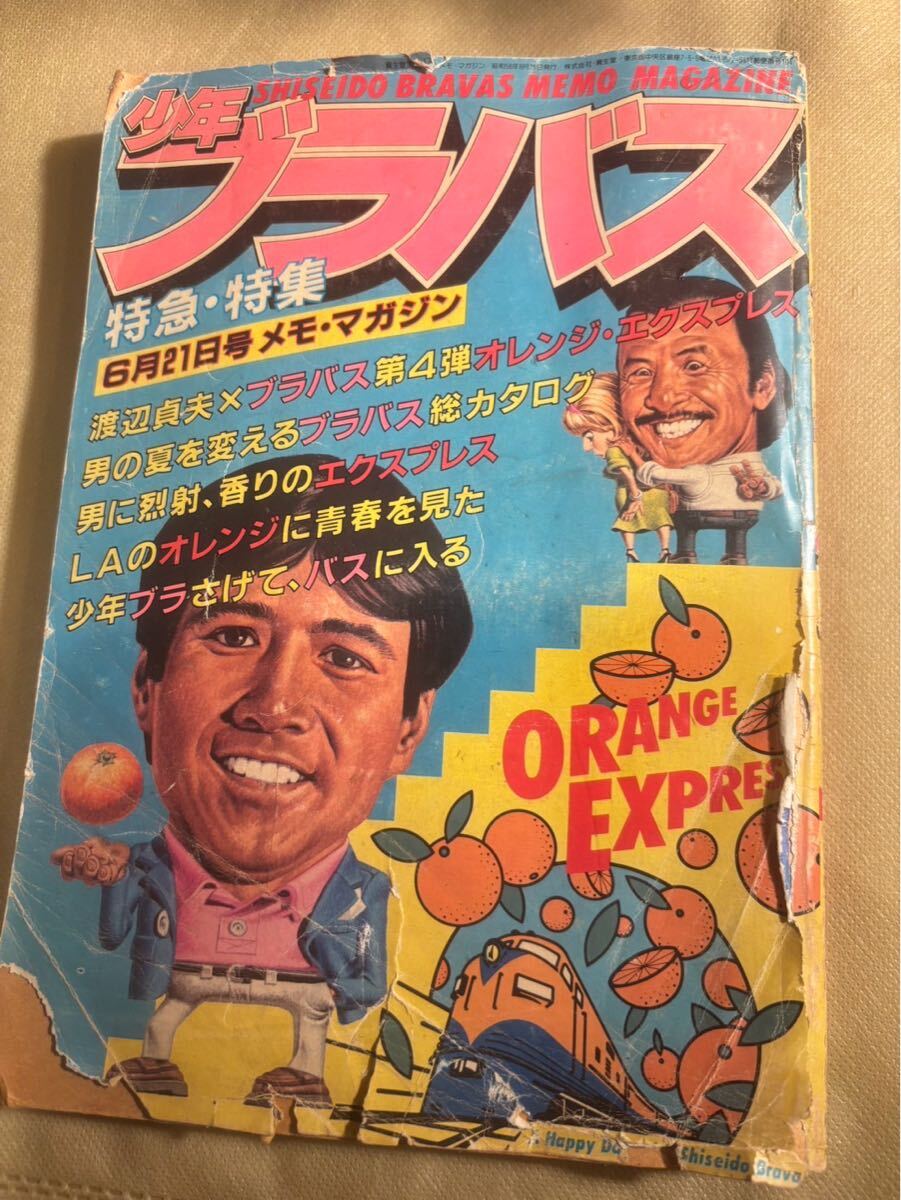 SHISEIDO BRAVAS MEMO MAGAZINE
少年
ブラバス
特急・特集
6月21日号メモ・マガジン
渡辺貞夫×ブラバス第4弾オレンジ・エクスプレス
男の夏を変えるブラバス総カタログ
男に烈射、香りのエクスプレス
LAのオレンジに青春を見た
少年ブラさげて、バスに入る
ORANGE
EXPRES
Happy Da
Shiseido Brava